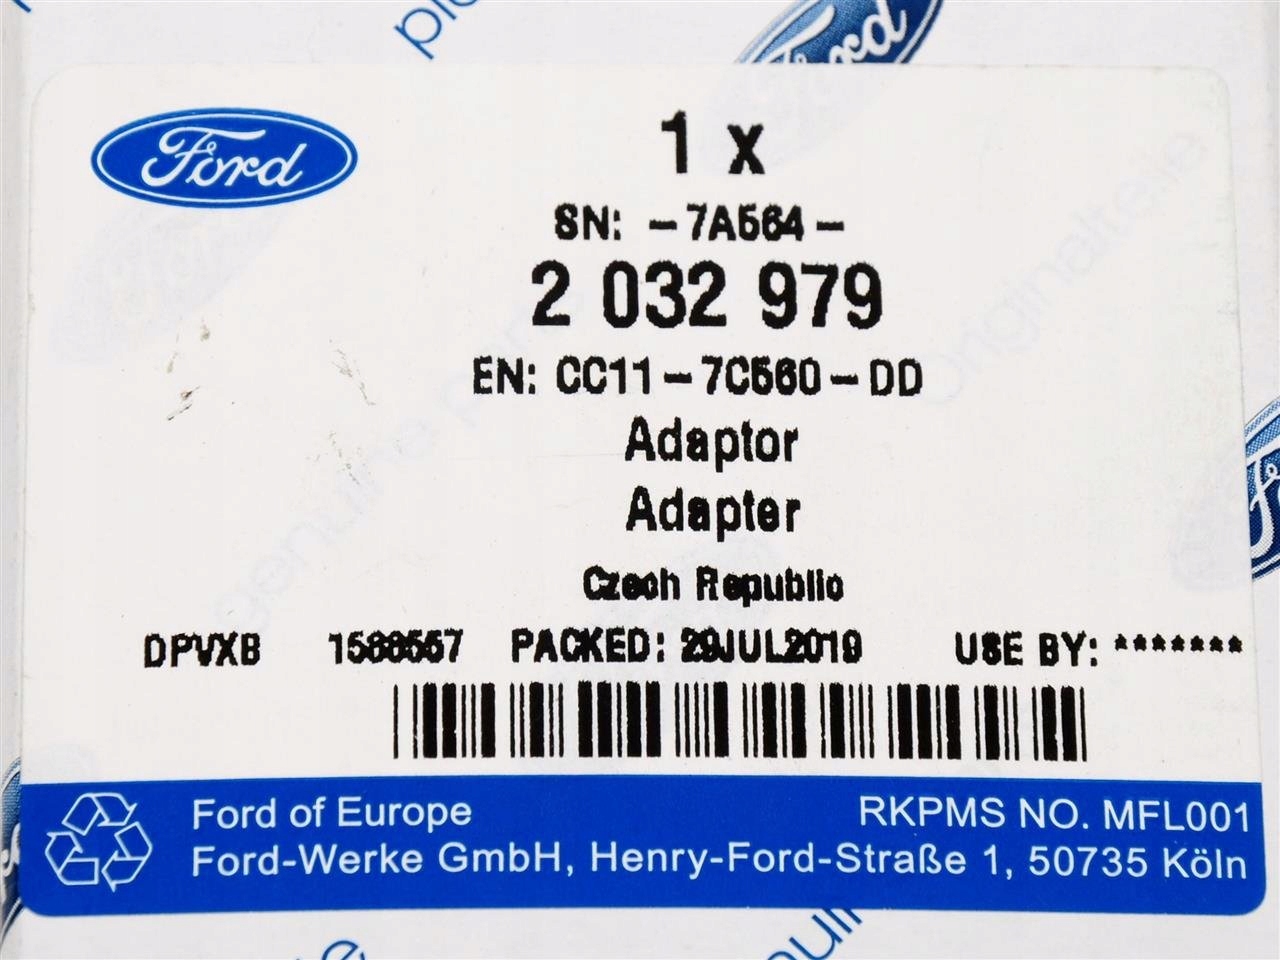 Ford
Ford
1 x
SN: -7A564-
2 032 979
EN: CC11-7C560-DD
Adaptor
Adapter
Czech Republic
DPVXB PACKED: 29JUL2019 USE BY: *******
Ford of Europe RKPMS NO. MFL001
Ford-Werke GmbH, Henry-Ford-Straße 1, 50735 Köln